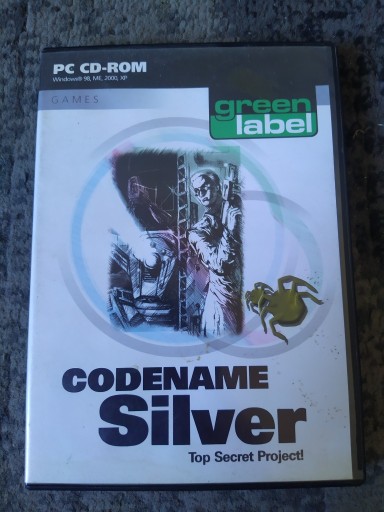 PC CD-ROM
Windows® 98, ME, 2000, XP
GAMES
green
label
CODENAME
Silver
Top Secret Project!